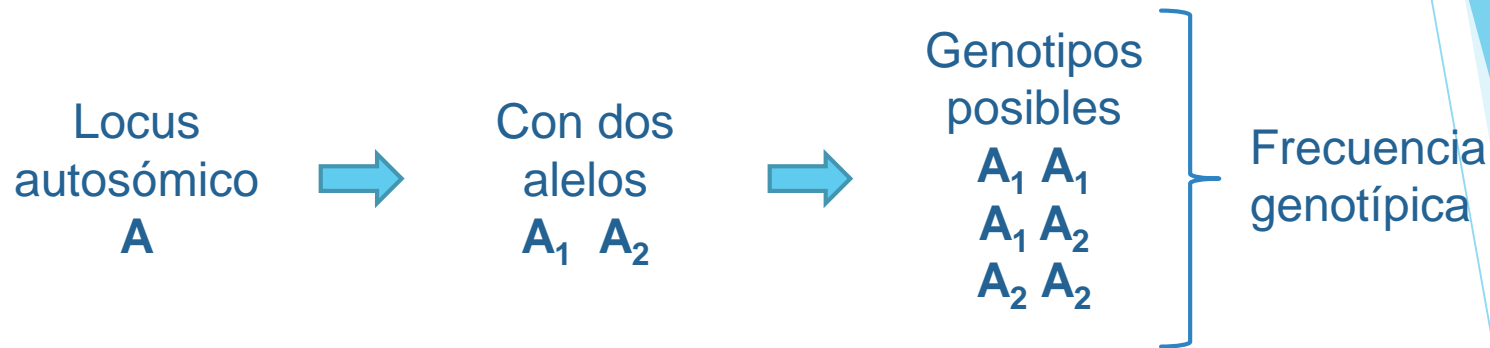 Locus
autosómico
A
Con dos
alelos
A₁ A₂
Genotipos
posibles
A₁ A₁
A₁ A₂
A₂ A₂
Frecuencia
genotípica